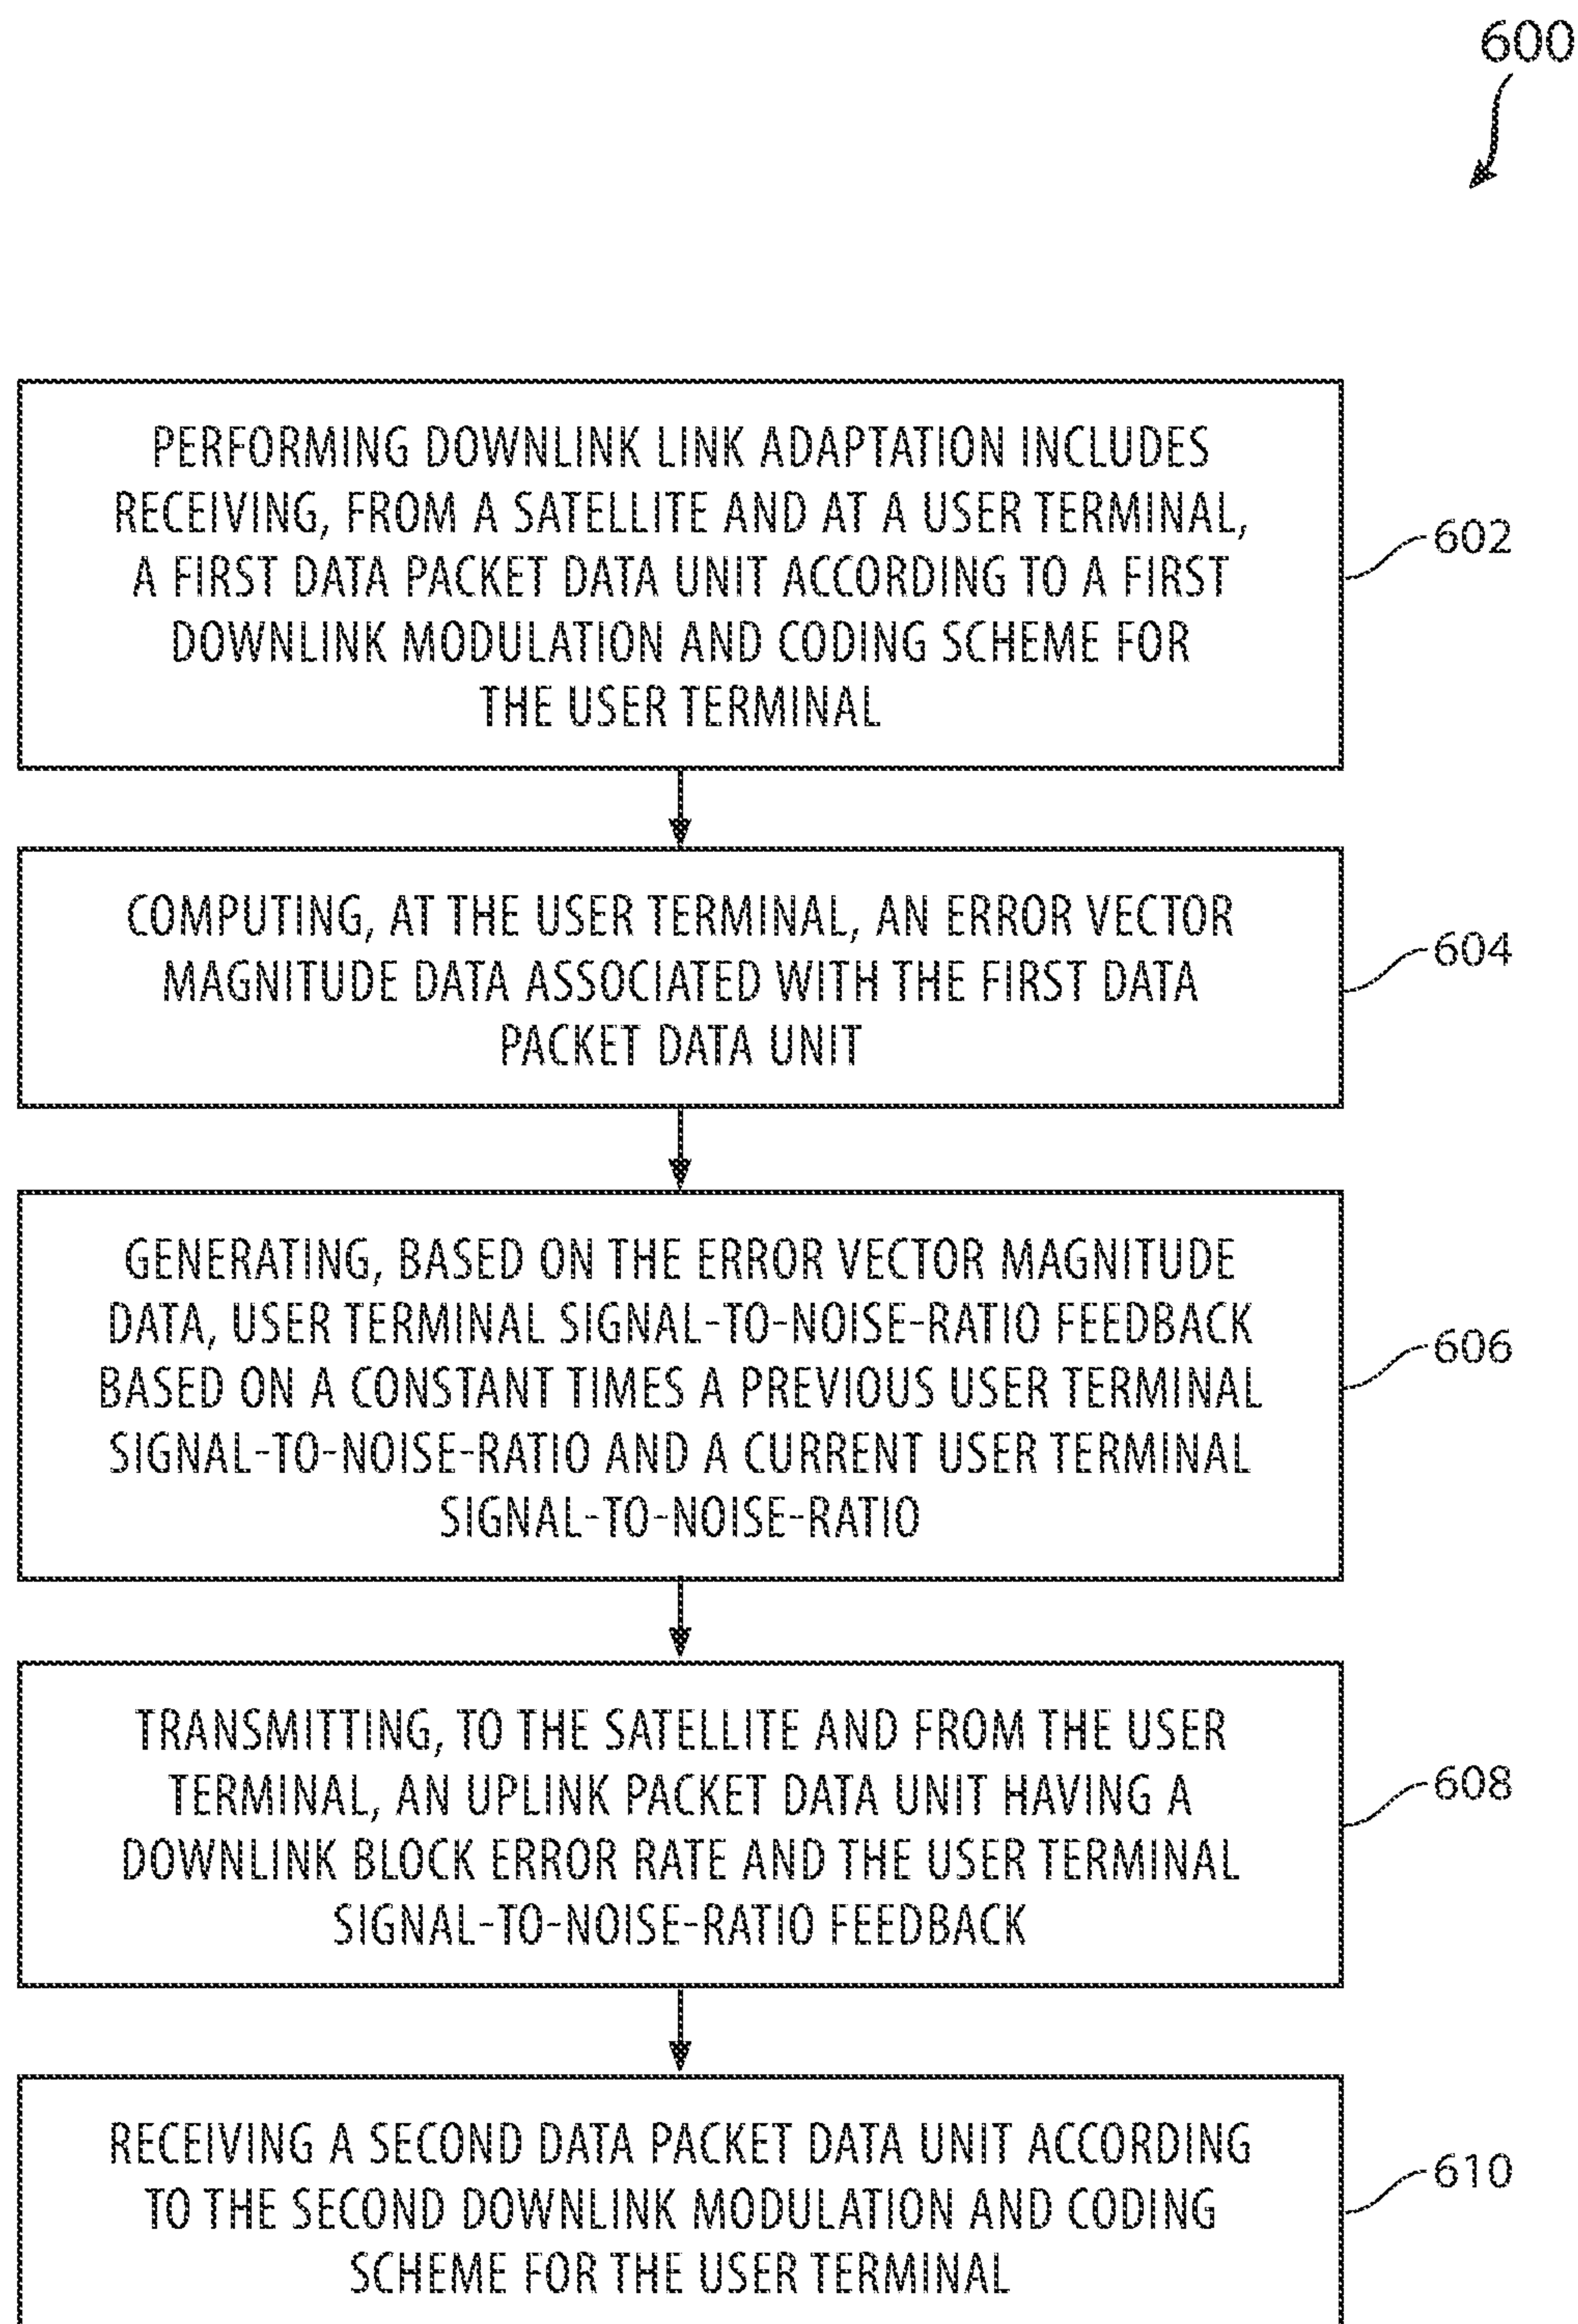 600
PERFORMING DOWNLINK LINK ADAPTATION INCLUDES
RECEIVING, FROM A SATELLITE AND AT A USER TERMINAL,
A FIRST DATA PACKET DATA UNIT ACCORDING TO A FIRST
DOWNLINK MODULATION AND CODING SCHEME FOR
THE USER TERMINAL
602
COMPUTING, AT THE USER TERMINAL, AN ERROR VECTOR
MAGNITUDE DATA ASSOCIATED WITH THE FIRST DATA
PACKET DATA UNIT
604
GENERATING, BASED ON THE ERROR VECTOR MAGNITUDE
DATA, USER TERMINAL SIGNAL-TO-NOISE-RATIO FEEDBACK
BASED ON A CONSTANT TIMES A PREVIOUS USER TERMINAL
SIGNAL-TO-NOISE-RATIO AND A CURRENT USER TERMINAL
SIGNAL-TO-NOISE-RATIO
606
TRANSMITTING, TO THE SATELLITE AND FROM THE USER
TERMINAL, AN UPLINK PACKET DATA UNIT HAVING A
DOWNLINK BLOCK ERROR RATE AND THE USER TERMINAL
SIGNAL-TO-NOISE-RATIO FEEDBACK
608
RECEIVING A SECOND DATA PACKET DATA UNIT ACCORDING
TO THE SECOND DOWNLINK MODULATION AND CODING
SCHEME FOR THE USER TERMINAL
610